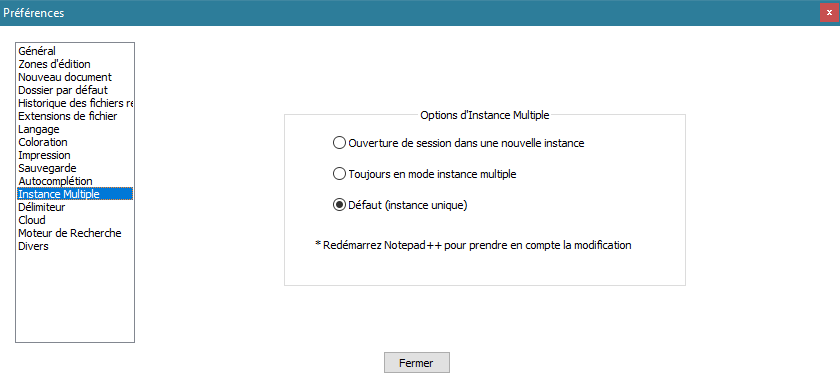 Préférences
x
Général
Zones d'édition
Nouveau document
Dossier par défaut
Historique des fichiers ré
Extensions de fichier
Langage
Coloration
Impression
Sauvegarde
Autocomplétion
Instance Multiple
Délimiteur
Cloud
Moteur de Recherche
Divers
Options d'Instance Multiple
Ouverture de session dans une nouvelle instance
Toujours en mode instance multiple
Défaut (instance unique)
* Redémarrez Notepad++ pour prendre en compte la modification
Fermer